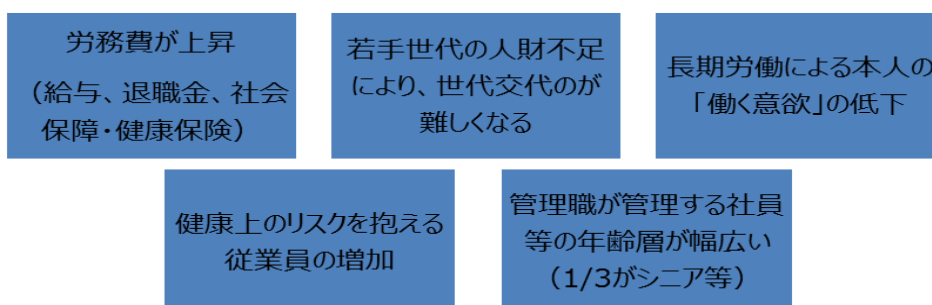 労務費が上昇
（給与、退職金、社会
保障・健康保険）
若手世代の人財不足
により、世代交代のが
難しくなる
長期労働による本人の
「働く意欲」の低下
健康上のリスクを抱える
従業員の増加
管理職が管理する社員
等の年齢層が幅広い
（1/3がシニア等）